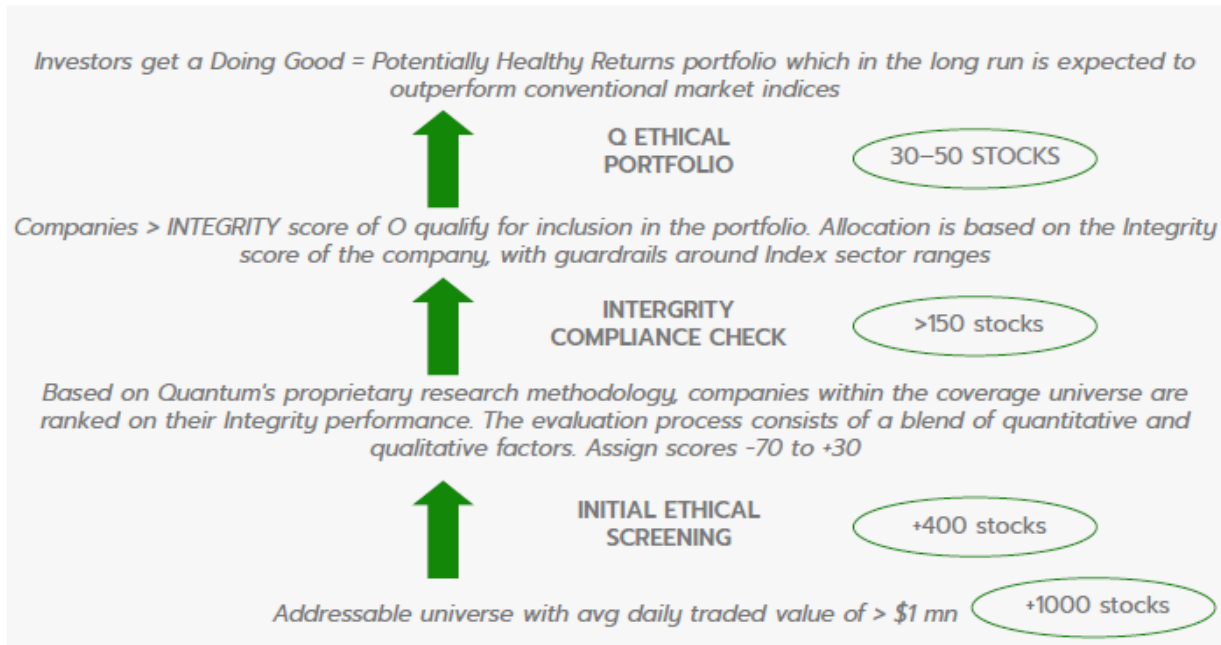 Investors get a Doing Good = Potentially Healthy Returns portfolio which in the long run is expected to
outperform conventional market indices
Q ETHICAL
PORTFOLIO
30–50 STOCKS
Companies > INTEGRITY score of O qualify for inclusion in the portfolio. Allocation is based on the Integrity
score of the company, with guardrails around Index sector ranges
INTERGRITY
COMPLIANCE CHECK
>150 stocks
Based on Quantum's proprietary research methodology, companies within the coverage universe are
ranked on their Integrity performance. The evaluation process consists of a blend of quantitative and
qualitative factors. Assign scores -70 to +30
INITIAL ETHICAL
SCREENING
+400 stocks
Addressable universe with avg daily traded value of > $1 mn
+1000 stocks